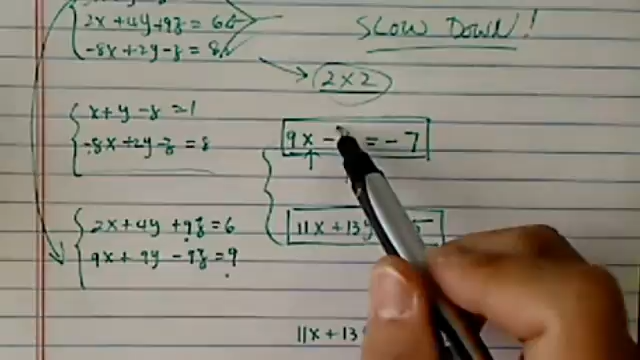 2x+4y+9z=6
-8x+2y-z=8
SLOW DOWN!
2x2
x+y-z=1
-8x+2y-z=8
9x - = -7
2x+4y+9z=6
9x+9y-9z=9
11x+13y
11x+13